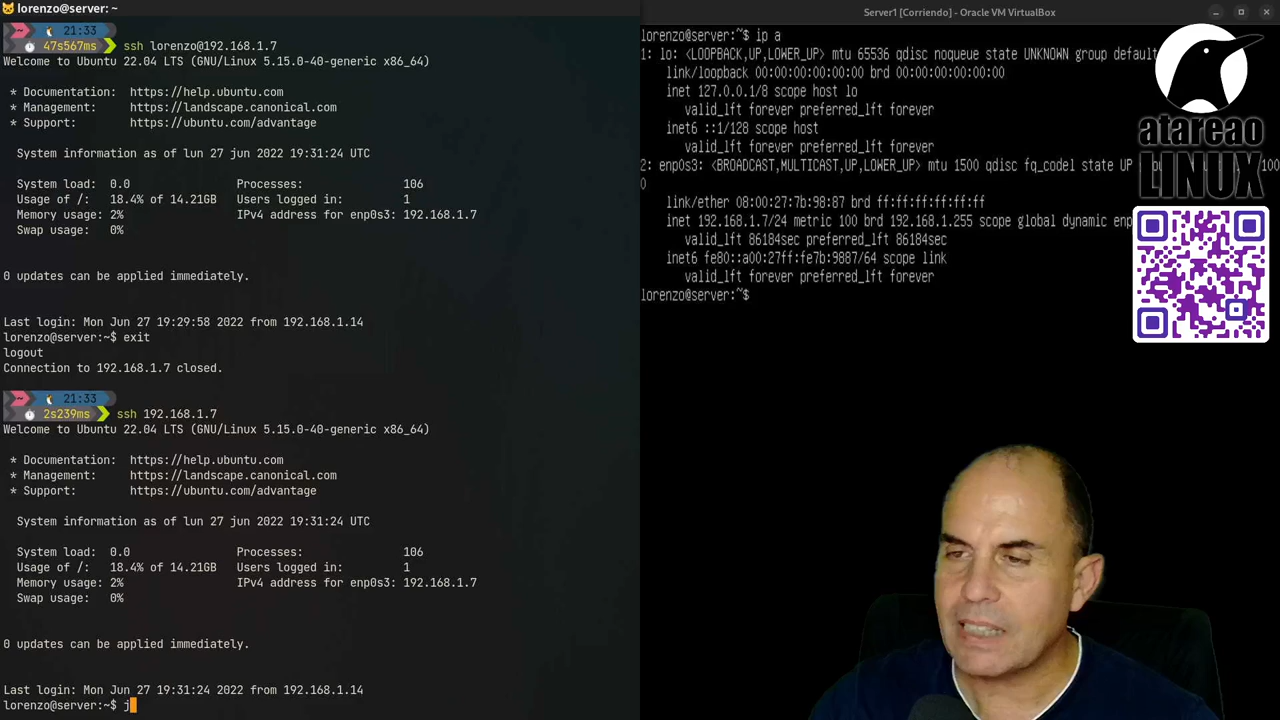 lorenzo@server: ~
~ 21:33
47s567ms ssh lorenzo@192.168.1.7
Welcome to Ubuntu 22.04 LTS (GNU/Linux 5.15.0-40-generic x86_64)
* Documentation: https://help.ubuntu.com
* Management: https://landscape.canonical.com
* Support: https://ubuntu.com/advantage
System information as of lun 27 jun 2022 19:31:24 UTC
System load: 0.0 Processes: 106
Usage of /: 18.4% of 14.21GB Users logged in: 1
Memory usage: 2% IPv4 address for enp0s3: 192.168.1.7
Swap usage: 0%
0 updates can be applied immediately.
Last login: Mon Jun 27 19:29:58 2022 from 192.168.1.14
lorenzo@server:~$ exit
logout
Connection to 192.168.1.7 closed.
~ 21:33
2s239ms ssh 192.168.1.7
Welcome to Ubuntu 22.04 LTS (GNU/Linux 5.15.0-40-generic x86_64)
* Documentation: https://help.ubuntu.com
* Management: https://landscape.canonical.com
* Support: https://ubuntu.com/advantage
System information as of lun 27 jun 2022 19:31:24 UTC
System load: 0.0 Processes: 106
Usage of /: 18.4% of 14.21GB Users logged in: 1
Memory usage: 2% IPv4 address for enp0s3: 192.168.1.7
Swap usage: 0%
0 updates can be applied immediately.
Last login: Mon Jun 27 19:31:24 2022 from 192.168.1.14
lorenzo@server:~$ j
Server1 [Corriendo] - Oracle VM VirtualBox
lorenzo@server:~$ ip a
1: lo: <LOOPBACK,UP,LOWER_UP> mtu 65536 qdisc noqueue state UNKNOWN group default
link/loopback 00:00:00:00:00:00 brd 00:00:00:00:00:00
inet 127.0.0.1/8 scope host lo
valid_lft forever preferred_lft forever
inet6 ::1/128 scope host
valid_lft forever preferred_lft forever
2: enp0s3: <BROADCAST,MULTICAST,UP,LOWER_UP> mtu 1500 qdisc fq_codel state UP
0
link/ether 08:00:27:7b:98:87 brd ff:ff:ff:ff:ff:ff
inet 192.168.1.7/24 metric 100 brd 192.168.1.255 scope global dynamic enp
valid_lft 86184sec preferred_lft 86184sec
inet6 fe80::a00:27ff:fe7b:9887/64 scope link
valid_lft forever preferred_lft forever
lorenzo@server:~$
atareao
LINUX